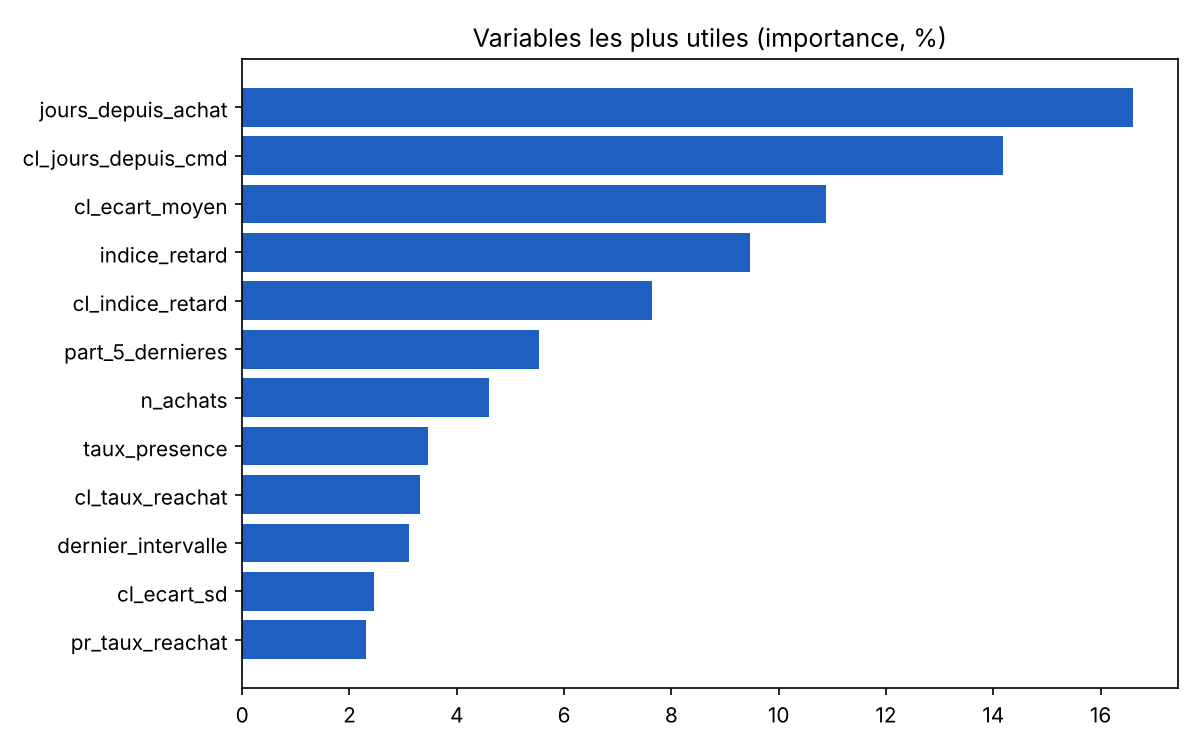 Variables les plus utiles (importance, %)
jours_depuis_achat
cl_jours_depuis_cmd
cl_ecart_moyen
indice_retard
cl_indice_retard
part_5_dernieres
n_achats
taux_presence
cl_taux_reachat
dernier_intervalle
cl_ecart_sd
pr_taux_reachat
0 2 4 6 8 10 12 14 16